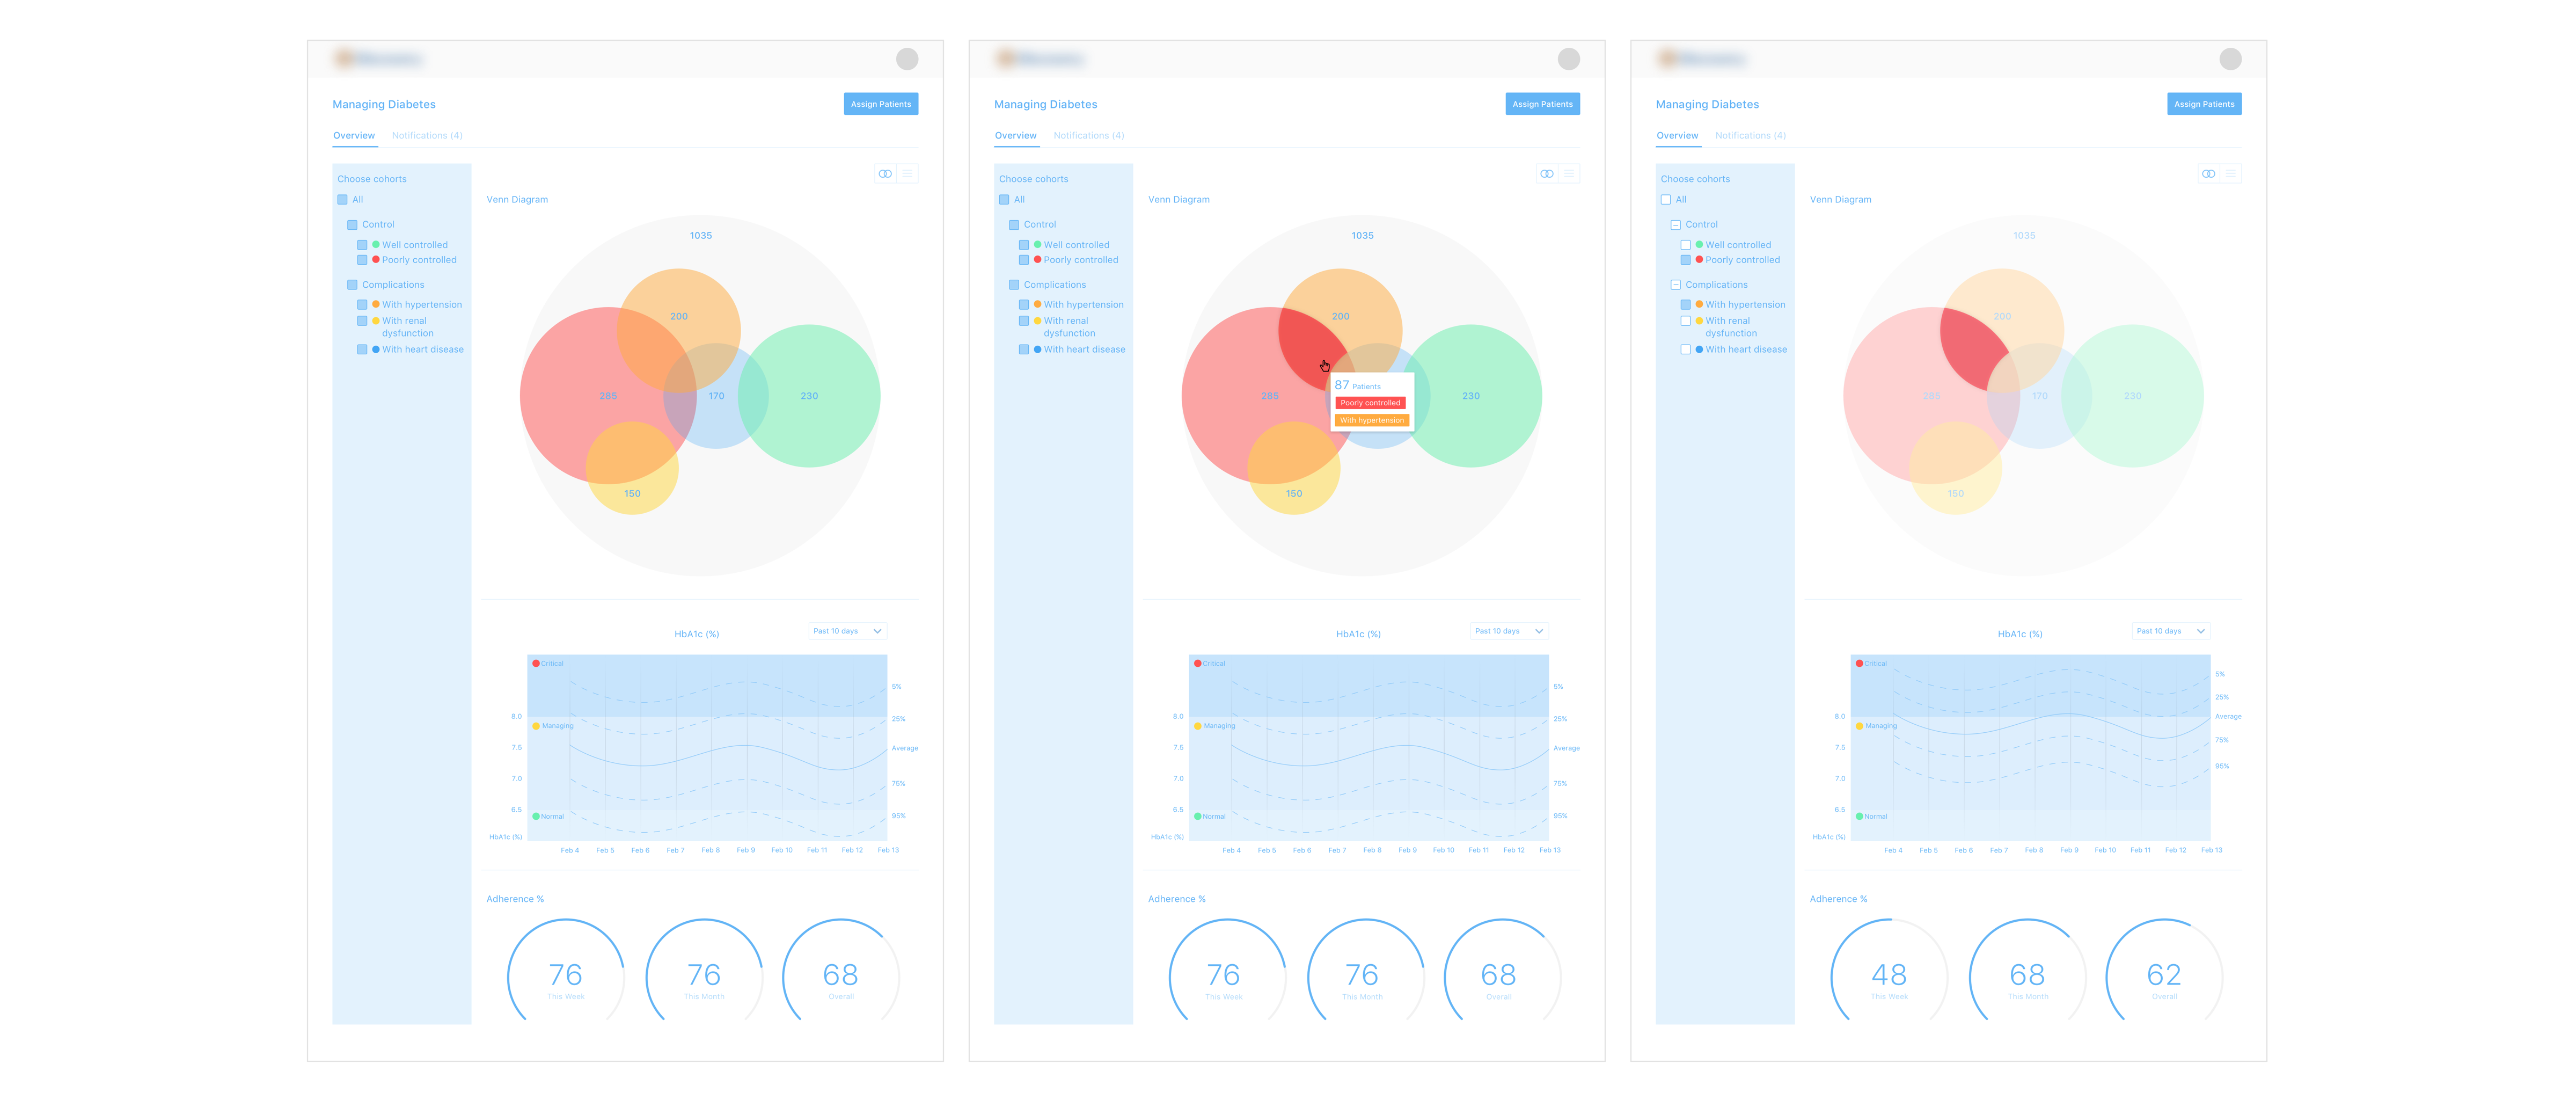 Managing Diabetes
Assign Patients
Overview
Notifications (4)
Choose cohorts
All
Control
Well controlled
Poorly controlled
Complications
With hypertension
With renal
dysfunction
With heart disease
Venn Diagram
1035
200
285
170
230
150
HbA1c (%)
Past 10 days
Critical
5%
8.0
25%
Managing
7.5
Average
7.0
75%
6.5
95%
Normal
HbA1c (%)
Feb 4 Feb 5 Feb 6 Feb 7 Feb 8 Feb 9 Feb 10 Feb 11 Feb 12 Feb 13
Adherence %
76
This Week
76
This Month
68
Overall
Managing Diabetes
Assign Patients
Overview
Notifications (4)
Choose cohorts
All
Control
Well controlled
Poorly controlled
Complications
With hypertension
With renal
dysfunction
With heart disease
Venn Diagram
1035
200
87 Patients
Poorly controlled
With hypertension
285
230
150
HbA1c (%)
Past 10 days
Critical
5%
8.0
25%
Managing
7.5
Average
7.0
75%
6.5
95%
Normal
HbA1c (%)
Feb 4 Feb 5 Feb 6 Feb 7 Feb 8 Feb 9 Feb 10 Feb 11 Feb 12 Feb 13
Adherence %
76
This Week
76
This Month
68
Overall
Managing Diabetes
Assign Patients
Overview
Notifications (4)
Choose cohorts
All
Control
Well controlled
Poorly controlled
Complications
With hypertension
With renal
dysfunction
With heart disease
Venn Diagram
1035
200
285
170
230
150
HbA1c (%)
Past 10 days
Critical
5%
25%
8.0
Average
Managing
75%
7.5
95%
7.0
6.5
Normal
HbA1c (%)
Feb 4 Feb 5 Feb 6 Feb 7 Feb 8 Feb 9 Feb 10 Feb 11 Feb 12 Feb 13
Adherence %
48
This Week
68
This Month
62
Overall